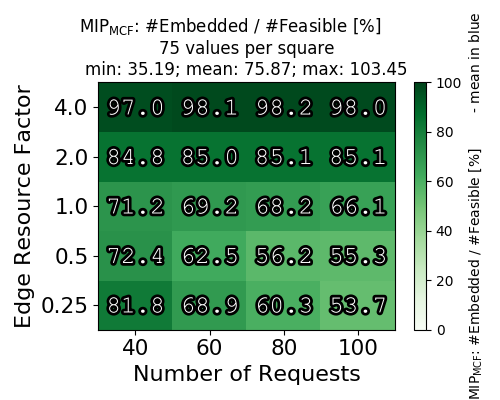 MIP_MCF: #Embedded / #Feasible [%]
75 values per square
min: 35.19; mean: 75.87; max: 103.45
Edge Resource Factor
4.0 97.0 98.1 98.2 98.0
2.0 84.8 85.0 85.1 85.1
1.0 71.2 69.2 68.2 66.1
0.5 72.4 62.5 56.2 55.3
0.25 81.8 68.9 60.3 53.7
40 60 80 100
Number of Requests
100
80
60
40
20
0
MIP_MCF: #Embedded / #Feasible [%] - mean in blue